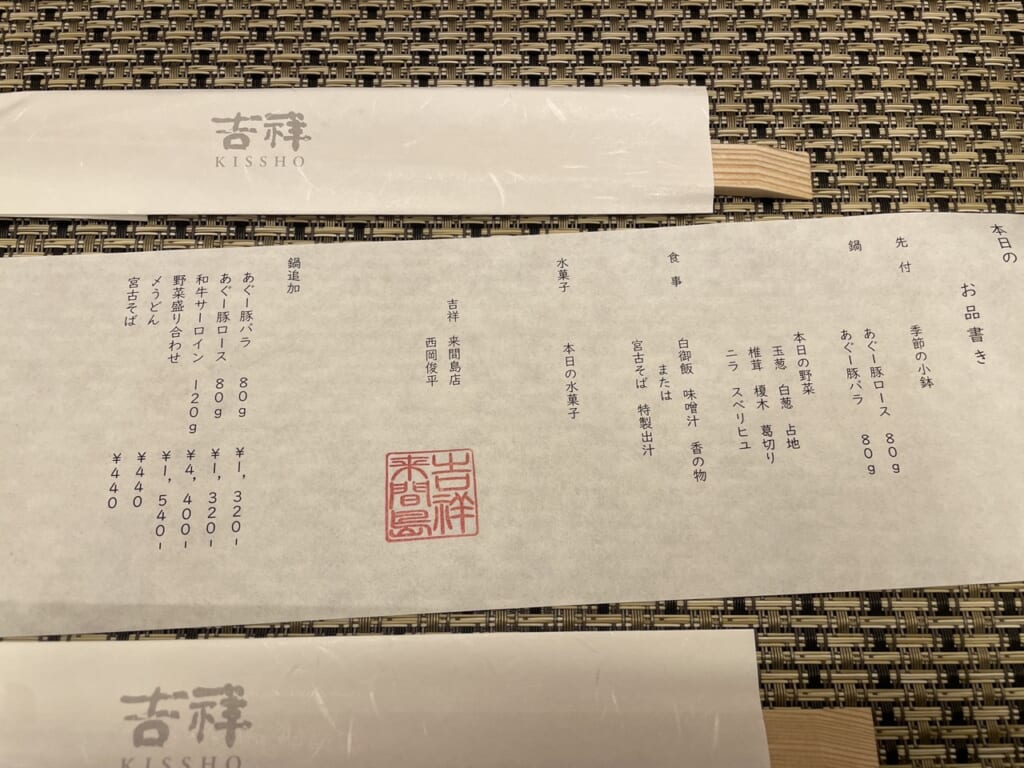 吉祥
KISSHO
本日の
お品書き
先付
季節の小鉢
鍋
あぐー豚ロース 80g
あぐー豚バラ 80g
本日の野菜
玉葱 白葱 占地
椎茸 榎木 葛切り
ニラ スベリヒユ
食事
白御飯 味噌汁 香の物
または
宮古そば 特製出汁
水菓子
本日の水菓子
吉祥 来間島店
西岡俊平
吉祥
来間島
鍋追加
あぐー豚バラ 80g ¥1,320-
あぐー豚ロース 80g ¥1,320-
和牛サーロイン 120g ¥4,400-
野菜盛り合わせ ¥1,540-
〆うどん ¥440
宮古そば ¥440
吉祥
KISSHO